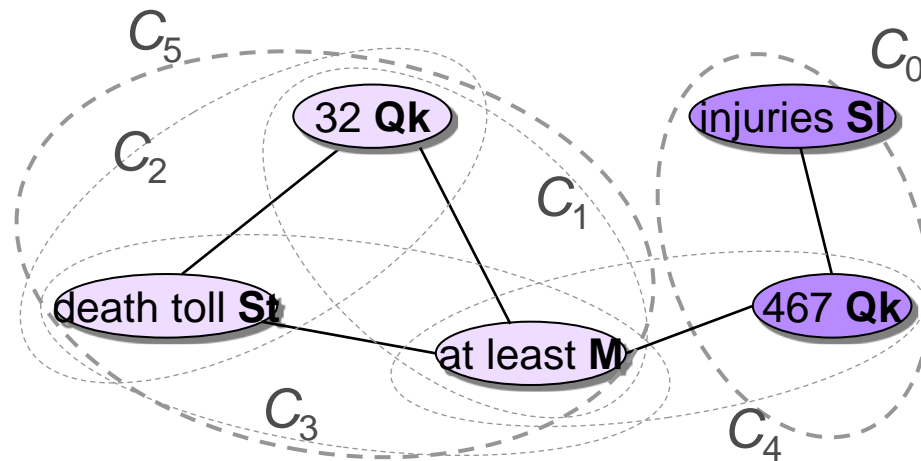 C5
C0
32 Qk
injuries Sl
C2
C1
death toll St
467 Qk
at least M
C3
C4